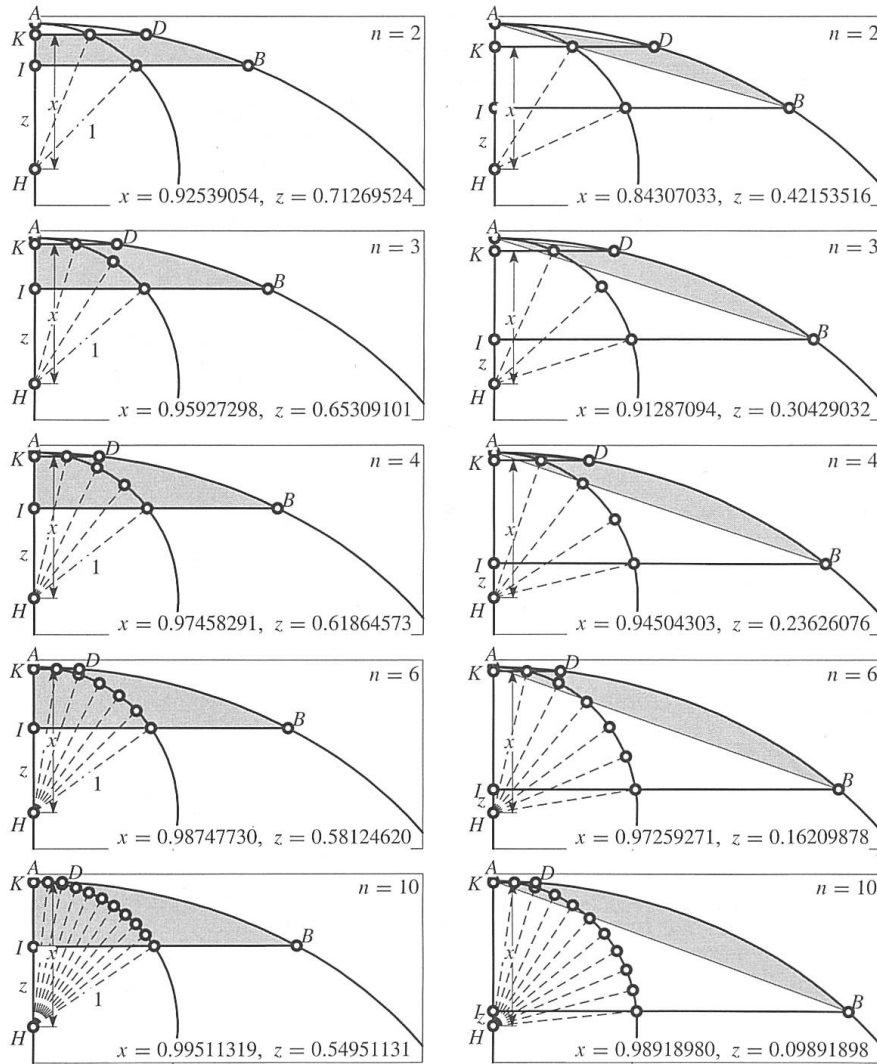 A
K D n = 2
I B
x
z 1
H
x = 0.92539054, z = 0.71269524
A
K D n = 2
I x B
z
H
x = 0.84307033, z = 0.42153516
A
K D n = 3
I B
x
z 1
H
x = 0.95927298, z = 0.65309101
A
K D n = 3
x
I B
z
H
x = 0.91287094, z = 0.30429032
A
K D n = 4
I x B
z 1
H
x = 0.97458291, z = 0.61864573
A
K D n = 4
x
I B
z
H
x = 0.94504303, z = 0.23626076
A
K D n = 6
I x B
z 1
H
x = 0.98747730, z = 0.58124620
A
K D n = 6
x
I B
z
H
x = 0.97259271, z = 0.16209878
A
K D n = 10
I x B
z 1
H
x = 0.99511319, z = 0.54951131
A
K D n = 10
x
I B
z
H
x = 0.98918980, z = 0.09891898